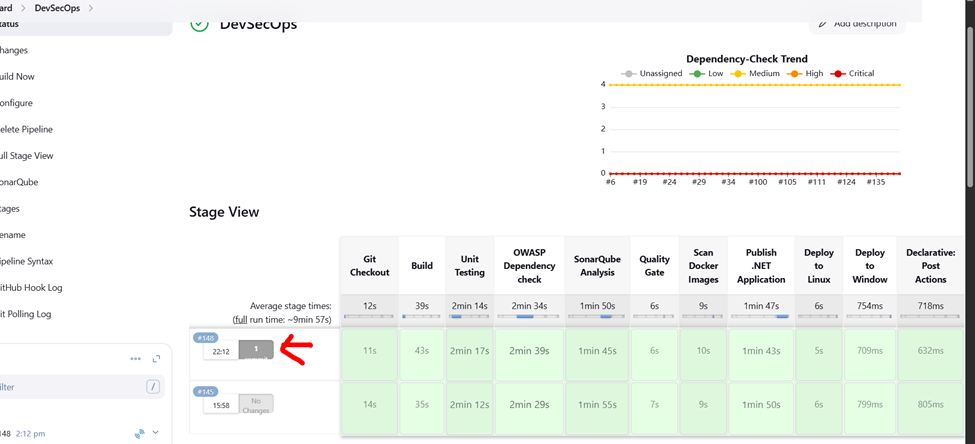 ard > DevSecOps >
tatus
DevSecOps
Add description
hanges
uild Now
onfigure
elete Pipeline
ull Stage View
onarQube
tages
ename
ipeline Syntax
itHub Hook Log
it Polling Log
ilter
/
148 2:12 pm
Dependency-Check Trend
Unassigned Low Medium High Critical
4
3
2
1
0
#6 #19 #24 #29 #34 #100 #105 #111 #124 #135
Stage View
Git Checkout
Build
Unit Testing
OWASP Dependency check
SonarQube Analysis
Quality Gate
Scan Docker Images
Publish .NET Application
Deploy to Linux
Deploy to Window
Declarative: Post Actions
Average stage times:
(full run time: ~9min 57s)
12s 39s 2min 14s 2min 34s 1min 50s 6s 9s 1min 47s 6s 754ms 718ms
#148
22:12 1
11s 43s 2min 17s 2min 39s 1min 45s 6s 10s 1min 43s 5s 709ms 632ms
#145
15:58 No Changes
14s 35s 2min 12s 2min 29s 1min 55s 7s 9s 1min 50s 6s 799ms 805ms